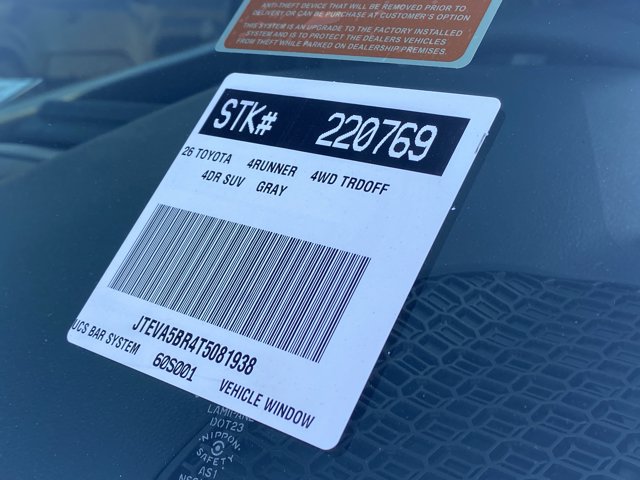 ANTI-THEFT DEVICE THAT WILL BE REMOVED PRIOR TO
DELIVERY, OR CAN BE PURCHASE AT CUSTOMER'S OPTION
THIS SYSTEM IS AN UPGRADE TO THE FACTORY INSTALLED
SYSTEM AND IS TO PROTECT THE DEALERS VEHICLES
FROM THEFT WHILE PARKED ON DEALERSHIP PREMISES.
STK# 220769
26 TOYOTA 4RUNNER 4WD TRDOFF
4DR SUV GRAY
JTEVA5BR4T5081938
UCS BAR SYSTEM 60S001 VEHICLE WINDOW
DOT23
NIPPON
SAFETY
AS1